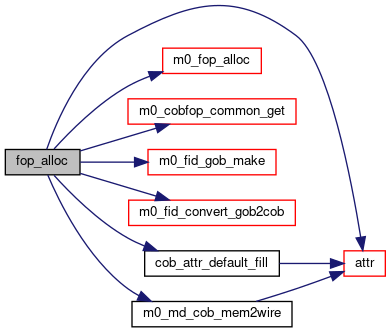 m0_fop_alloc
m0_cobfop_common_get
fop_alloc
m0_fid_gob_make
m0_fid_convert_gob2cob
cob_attr_default_fill
attr
m0_md_cob_mem2wire